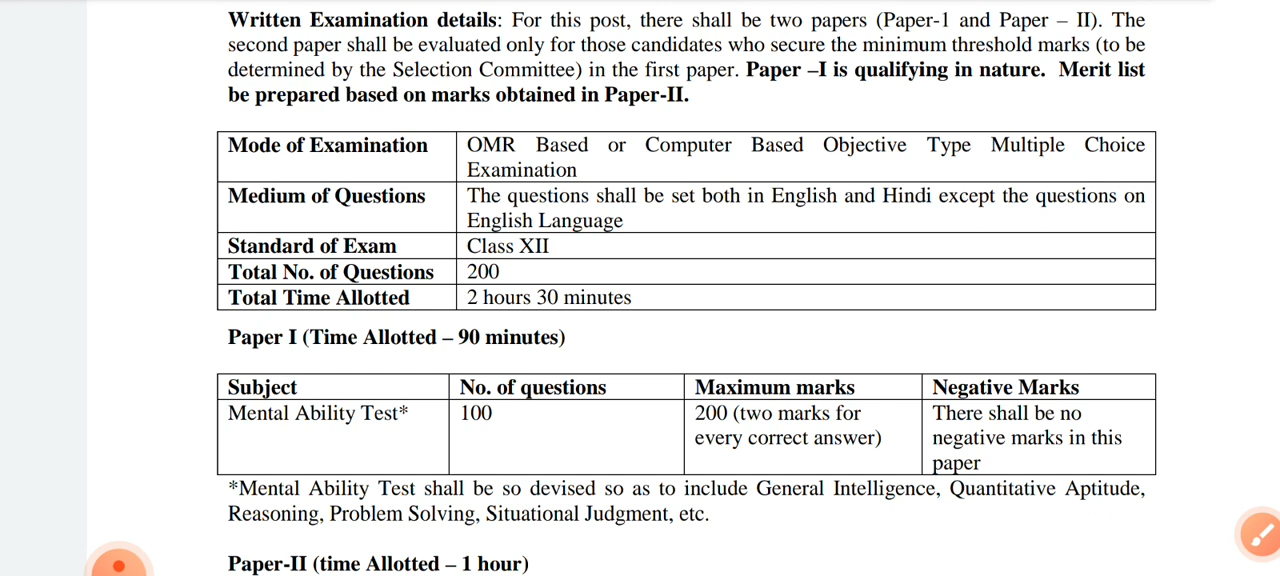 Written Examination details: For this post, there shall be two papers (Paper-1 and Paper – II). The
second paper shall be evaluated only for those candidates who secure the minimum threshold marks (to be
determined by the Selection Committee) in the first paper. Paper –I is qualifying in nature. Merit list
be prepared based on marks obtained in Paper-II.
Mode of Examination OMR Based or Computer Based Objective Type Multiple Choice
Examination
Medium of Questions The questions shall be set both in English and Hindi except the questions on
English Language
Standard of Exam Class XII
Total No. of Questions 200
Total Time Allotted 2 hours 30 minutes
Paper I (Time Allotted – 90 minutes)
Subject No. of questions Maximum marks Negative Marks
Mental Ability Test* 100 200 (two marks for There shall be no
every correct answer) negative marks in this
paper
*Mental Ability Test shall be so devised so as to include General Intelligence, Quantitative Aptitude,
Reasoning, Problem Solving, Situational Judgment, etc.
Paper-II (time Allotted – 1 hour)